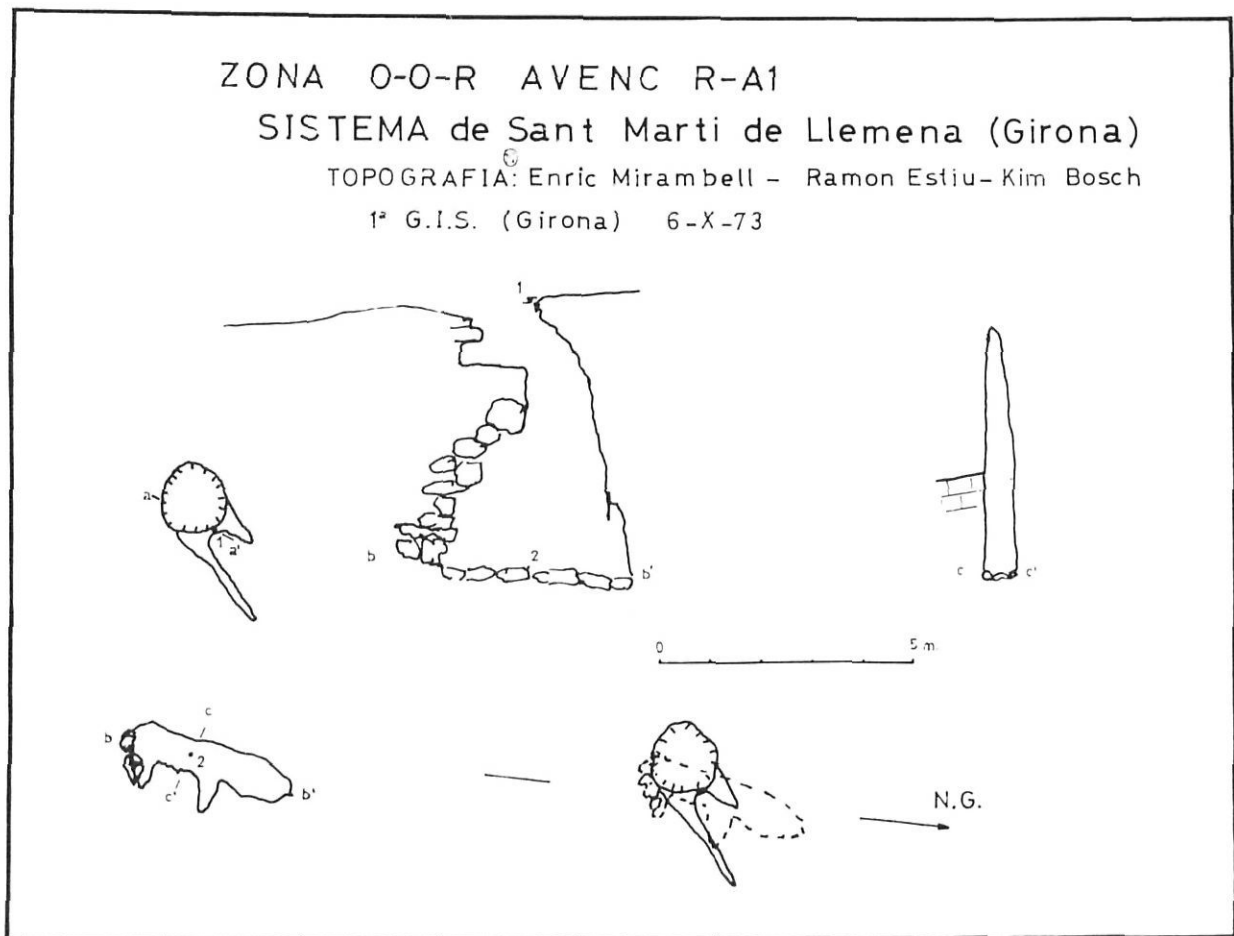 ZONA O-O-R AVENC R-A1
SISTEMA de Sant Marti de Llemena (Girona)
TOPOGRAFIA: Enric Mirambell - Ramon Estiu-Kim Bosch
1ª G.I.S. (Girona) 6-X-73
1
a
1
a'
b
2
b'
c
c'
0
5 m.
b
c
2
c'
b'
N.G.